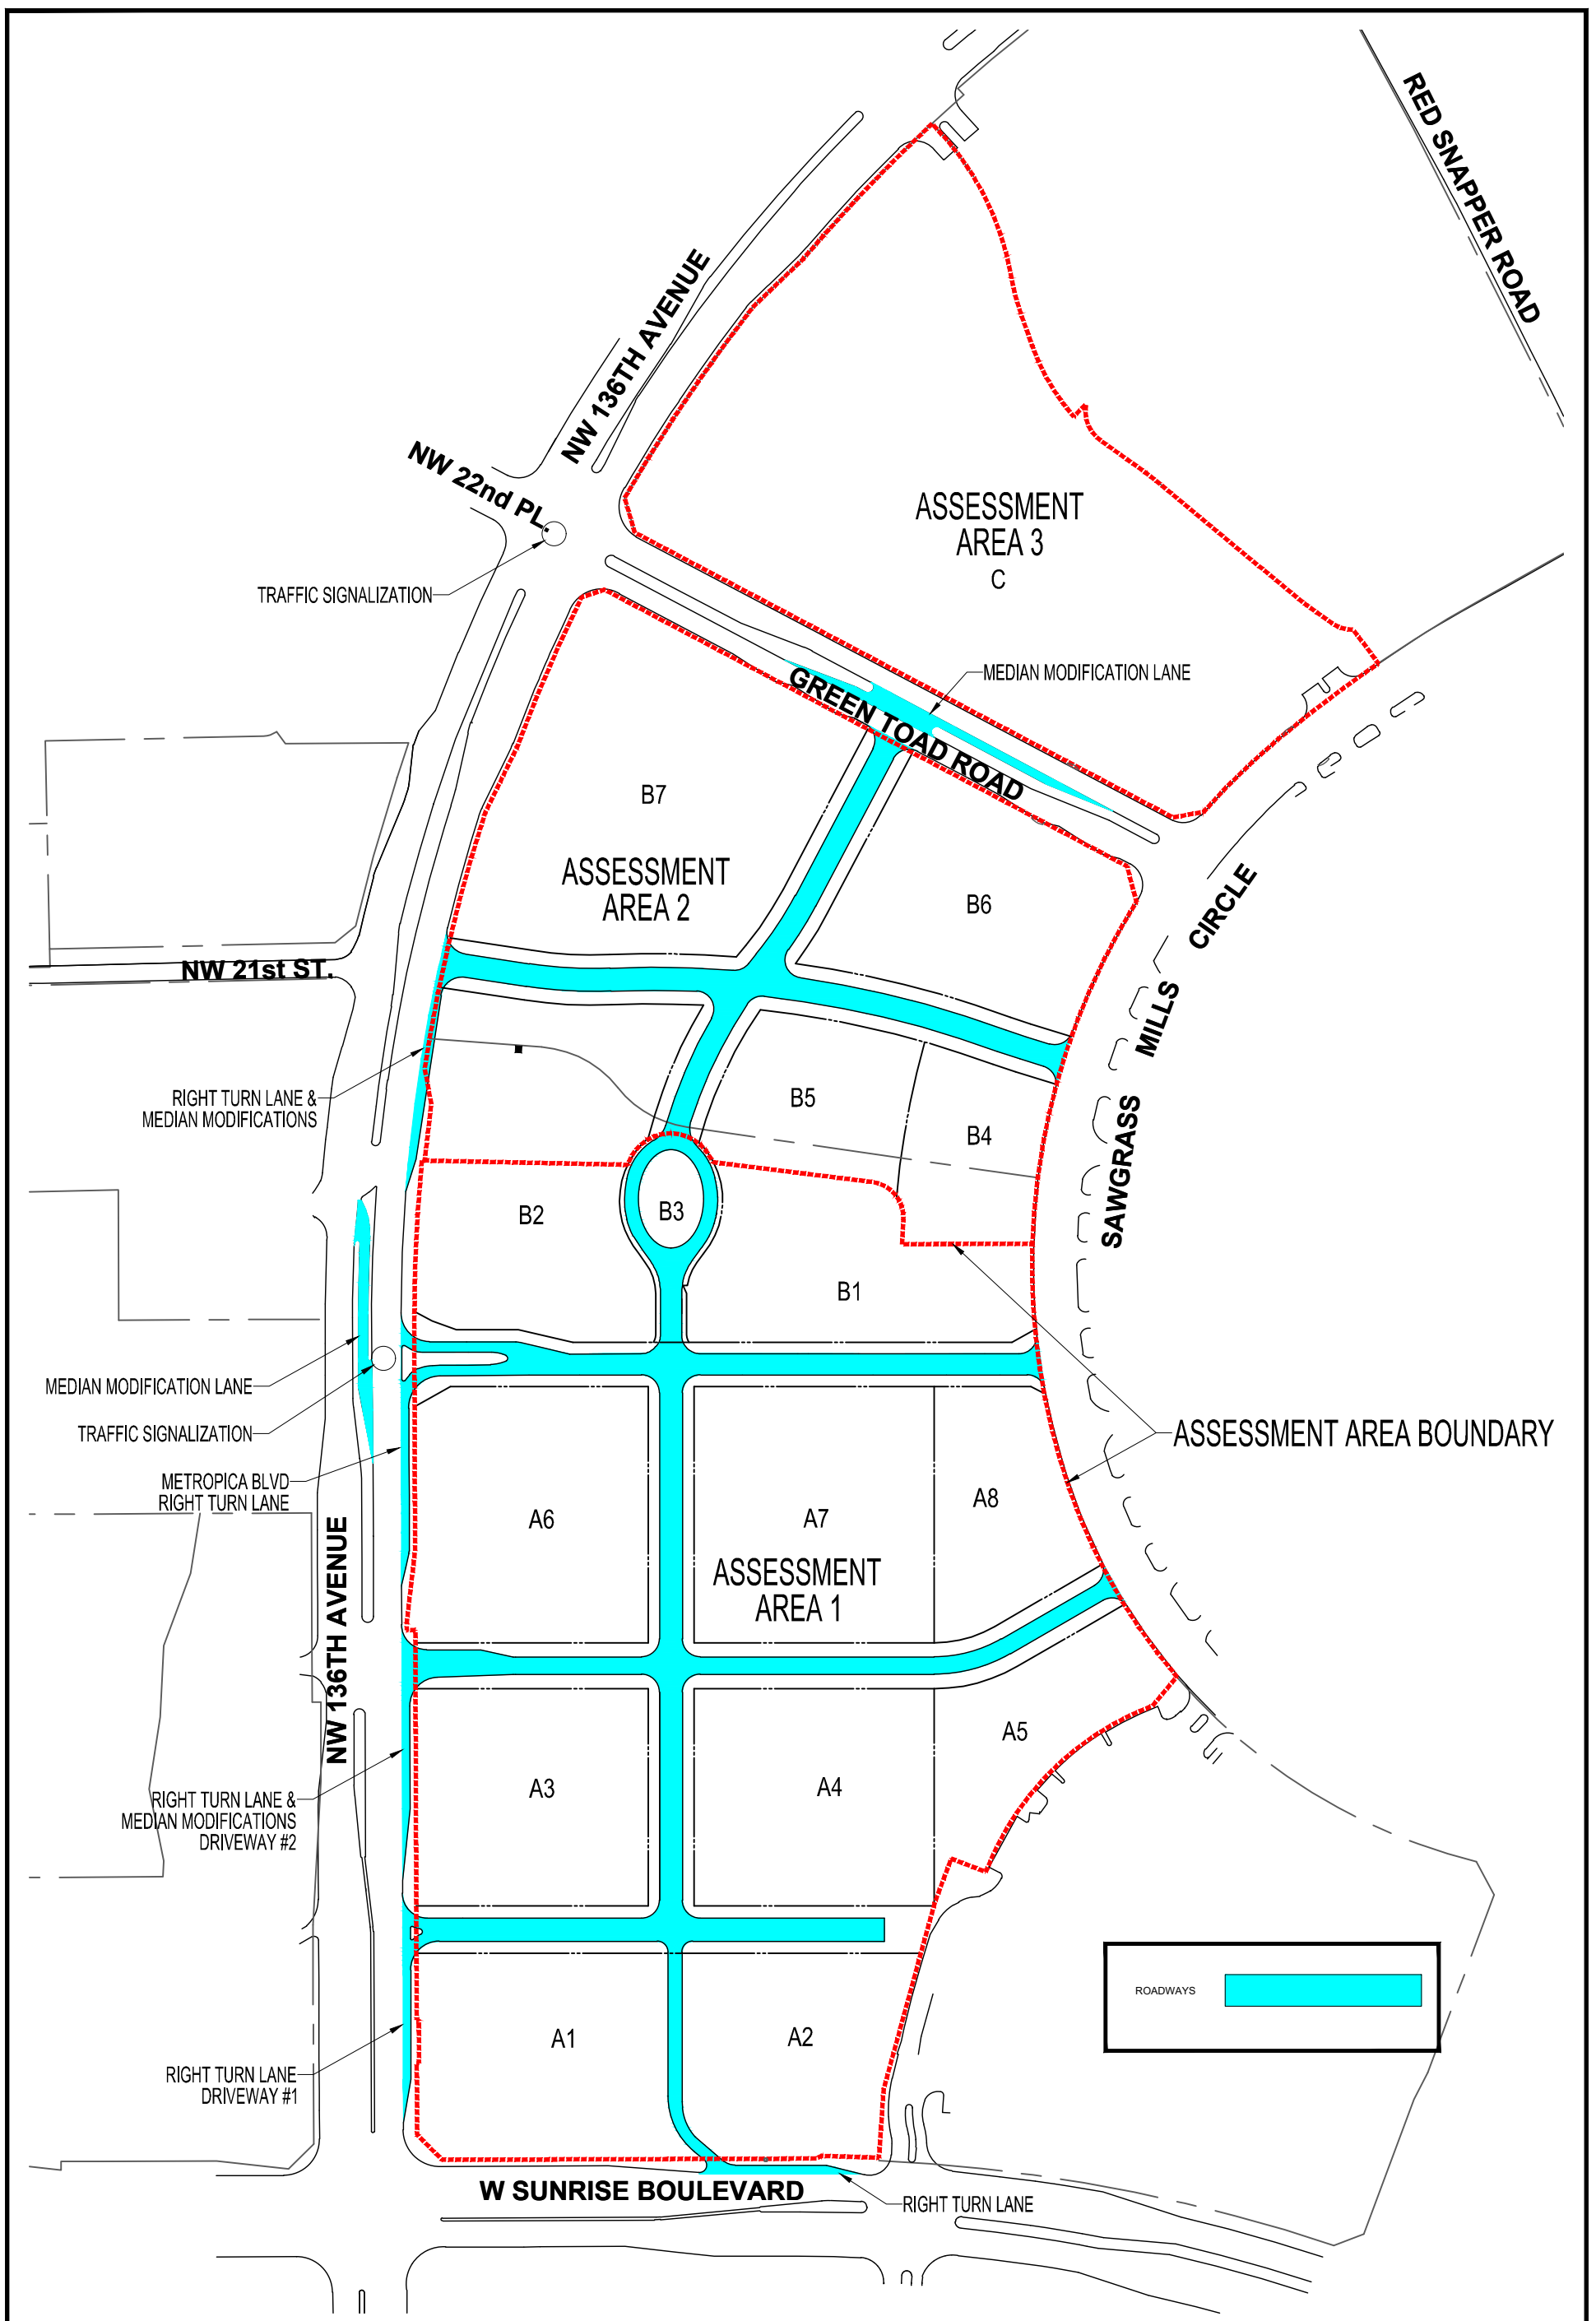 RED SNAPPER ROAD
NW 136TH AVENUE
NW 22nd PL.
ASSESSMENT
AREA 3
C
TRAFFIC SIGNALIZATION
MEDIAN MODIFICATION LANE
GREEN TOAD ROAD
B7
ASSESSMENT
AREA 2
B6
SAWGRASS MILLS CIRCLE
NW 21st ST.
RIGHT TURN LANE &
MEDIAN MODIFICATIONS
B5
B4
B2
B3
B1
MEDIAN MODIFICATION LANE
TRAFFIC SIGNALIZATION
ASSESSMENT AREA BOUNDARY
METROPICA BLVD
RIGHT TURN LANE
A6
A7
A8
ASSESSMENT
AREA 1
NW 136TH AVENUE
A5
RIGHT TURN LANE &
MEDIAN MODIFICATIONS
DRIVEWAY #2
A3
A4
ROADWAYS
A1
A2
RIGHT TURN LANE
DRIVEWAY #1
W SUNRISE BOULEVARD
RIGHT TURN LANE